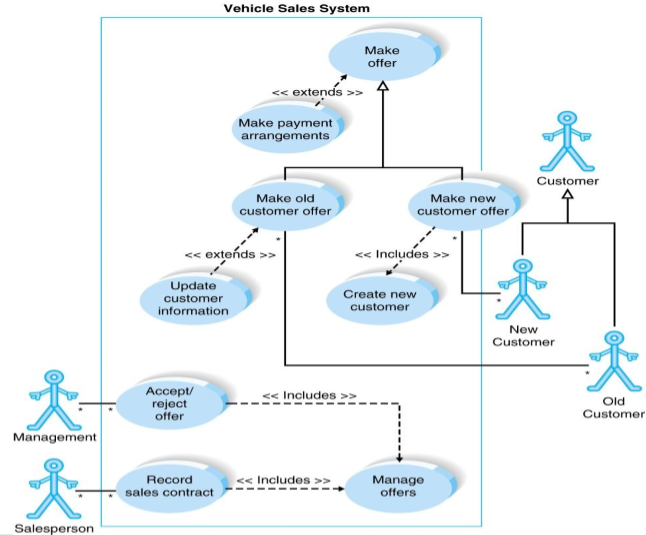 Vehicle Sales System
Make
offer
<< extends >>
Make payment
arrangements
Customer
Make old
customer offer
*
Make new
customer offer
*
<< extends >>
<< Includes >>
Update
customer
information
Create new
customer
*
New
Customer
*
Old
Customer
Management
*
*
Accept/
reject
offer
<< Includes >>
Salesperson
*
*
Record
sales contract
<< Includes >>
Manage
offers